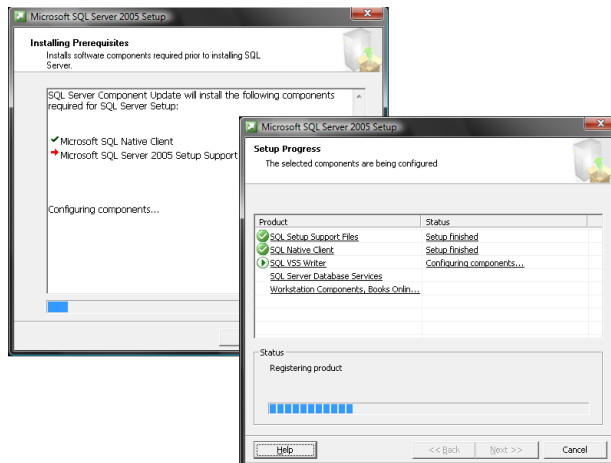 Microsoft SQL Server 2005 Setup
Installing Prerequisites
Installs software components required prior to installing SQL
Server.
SQL Server Component Update will install the following components
required for SQL Server Setup:
Microsoft SQL Native Client
Microsoft SQL Server 2005 Setup Support
Configuring components...
Microsoft SQL Server 2005 Setup
Setup Progress
The selected components are being configured
Product Status
SQL Setup Support Files Setup finished
SQL Native Client Setup finished
SQL VSS Writer Configuring components...
SQL Server Database Services
Workstation Components, Books Onlin...
Status
Registering product
Help << Back Next >> Cancel